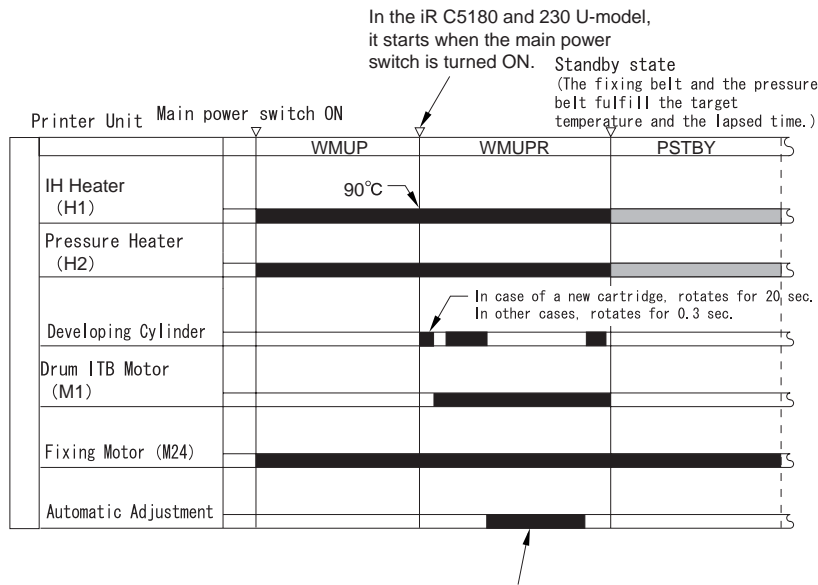 In the iR C5180 and 230 U-model,
it starts when the main power
switch is turned ON.
Standby state
(The fixing belt and the pressure
belt fulfill the target
temperature and the lapsed time.)
Printer Unit
Main power switch ON
WMUP
WMUPR
PSTBY
IH Heater
(H1)
90°C
Pressure Heater
(H2)
In case of a new cartridge, rotates for 20 sec.
In other cases, rotates for 0.3 sec.
Developing Cylinder
Drum ITB Motor
(M1)
Fixing Motor (M24)
Automatic Adjustment